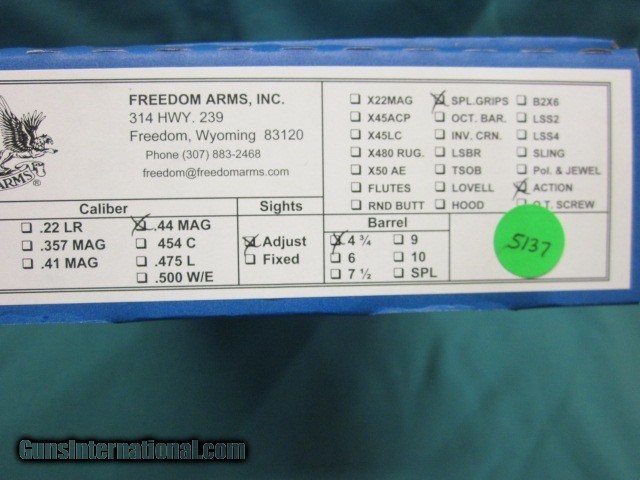 FREEDOM ARMS, INC.
314 HWY. 239
Freedom, Wyoming 83120
Phone (307) 883-2468
freedom@freedomarms.com
ARMS®
Caliber
.22 LR
.357 MAG
.41 MAG
.44 MAG
454 C
.475 L
.500 W/E
Sights
Adjust
Fixed
X22MAG
X45ACP
X45LC
X480 RUG.
X50 AE
FLUTES
RND BUTT
SPL.GRIPS
OCT. BAR.
INV. CRN.
LSBR
TSOB
LOVELL
HOOD
B2X6
LSS2
LSS4
SLING
Pol. & JEWEL
ACTION
O.T. SCREW
Barrel
4 ¾
6
7 ½
9
10
SPL
5137
GunsInternational.com